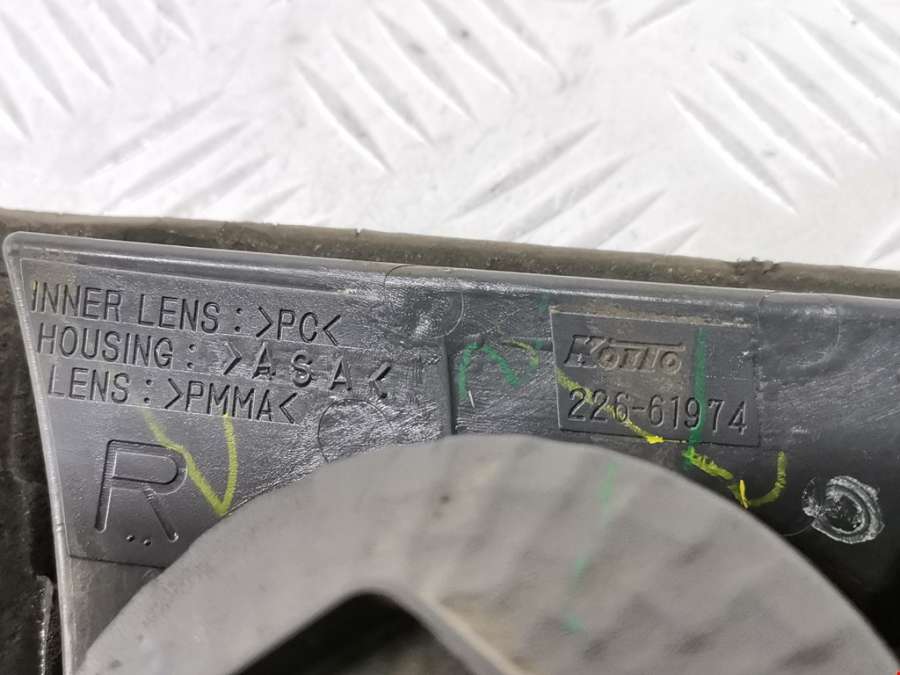 INNER LENS : >PC<
HOUSING : >ASA<
LENS : >PMMA<
R
Koito
226-61974